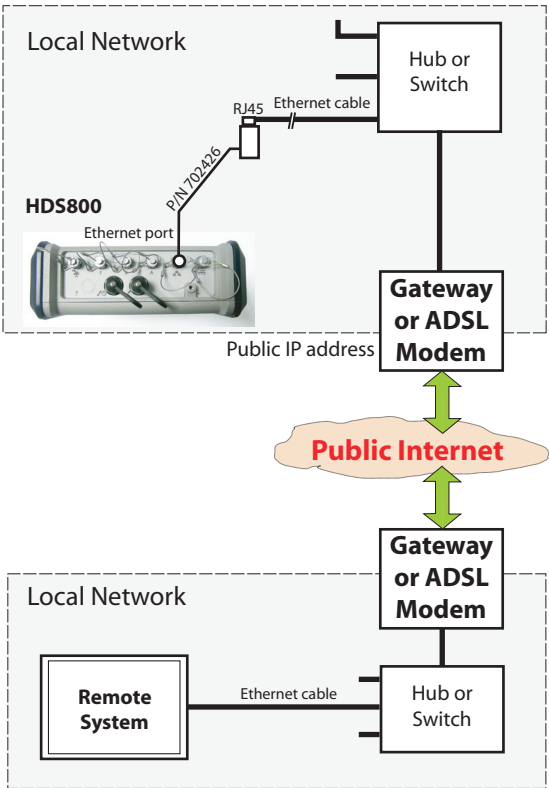 Local Network
Hub or
Switch
Ethernet cable
RJ45
P/N 702426
HDS800
Ethernet port
Gateway
or ADSL
Modem
Public IP address
Public Internet
Gateway
or ADSL
Modem
Local Network
Remote
System
Ethernet cable
Hub or
Switch